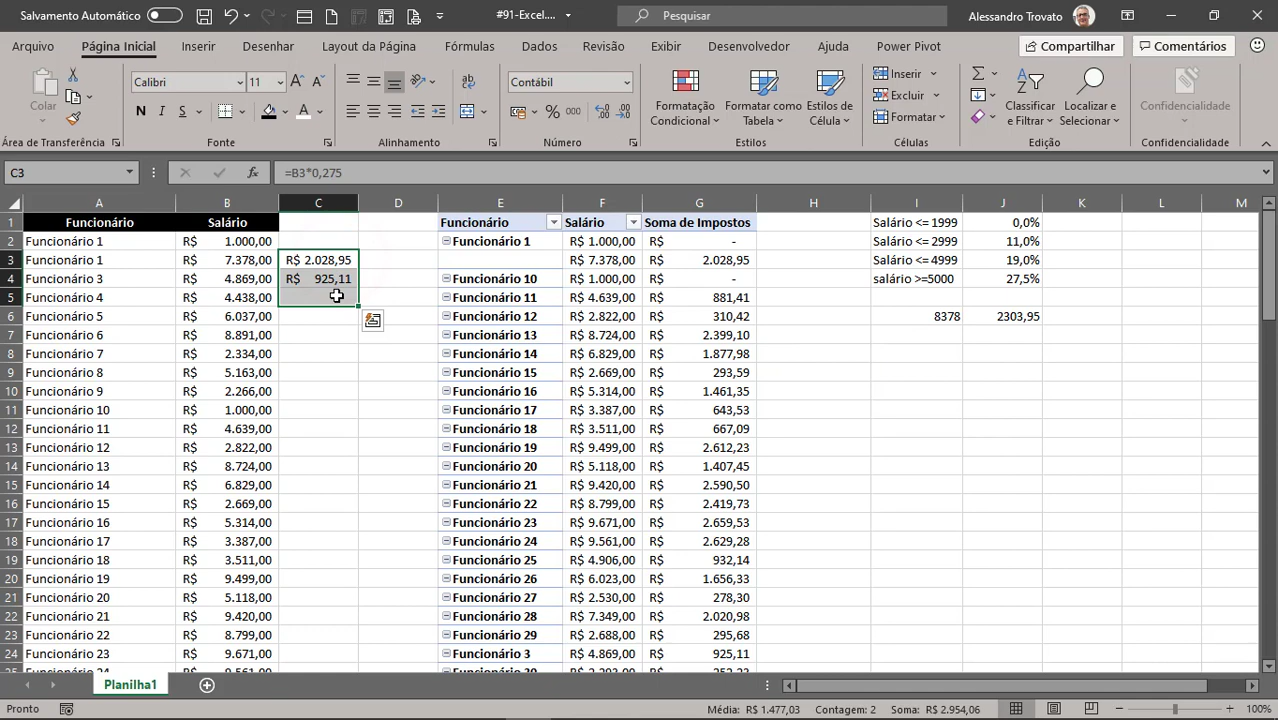 Salvamento Automático
#91-Excel....
Pesquisar
Alessandro Trovato
Arquivo Página Inicial Inserir Desenhar Layout da Página Fórmulas Dados Revisão Exibir Desenvolvedor Ajuda Power Pivot Compartilhar Comentários
Colar Calibri 11 Contábil
N I S
Formatação Condicional
Formatar como Tabela
Estilos de Célula
Inserir
Excluir
Formatar
Classificar e Filtrar
Localizar e Selecionar
Confidencialidade
Área de Transferência Fonte Alinhamento Número Estilos Células Edição Confidencialidade
C3 fx =B3*0,275
A B C D E F G H I J K L M
1 Funcionário Salário Funcionário Salário Soma de Impostos Salário <= 1999 0,0%
2 Funcionário 1 R$ 1.000,00 Funcionário 1 R$ 1.000,00 R$ - Salário <= 2999 11,0%
3 Funcionário 1 R$ 7.378,00 R$ 2.028,95 R$ 7.378,00 R$ 2.028,95 Salário <= 4999 19,0%
4 Funcionário 3 R$ 4.869,00 R$ 925,11 Funcionário 10 R$ 1.000,00 R$ - salário >=5000 27,5%
5 Funcionário 4 R$ 4.438,00 Funcionário 11 R$ 4.639,00 R$ 881,41
6 Funcionário 5 R$ 6.037,00 Funcionário 12 R$ 2.822,00 R$ 310,42 8378 2303,95
7 Funcionário 6 R$ 8.891,00 Funcionário 13 R$ 8.724,00 R$ 2.399,10
8 Funcionário 7 R$ 2.334,00 Funcionário 14 R$ 6.829,00 R$ 1.877,98
9 Funcionário 8 R$ 5.163,00 Funcionário 15 R$ 2.669,00 R$ 293,59
10 Funcionário 9 R$ 2.266,00 Funcionário 16 R$ 5.314,00 R$ 1.461,35
11 Funcionário 10 R$ 1.000,00 Funcionário 17 R$ 3.387,00 R$ 643,53
12 Funcionário 11 R$ 4.639,00 Funcionário 18 R$ 3.511,00 R$ 667,09
13 Funcionário 12 R$ 2.822,00 Funcionário 19 R$ 9.499,00 R$ 2.612,23
14 Funcionário 13 R$ 8.724,00 Funcionário 20 R$ 5.118,00 R$ 1.407,45
15 Funcionário 14 R$ 6.829,00 Funcionário 21 R$ 9.420,00 R$ 2.590,50
16 Funcionário 15 R$ 2.669,00 Funcionário 22 R$ 8.799,00 R$ 2.419,73
17 Funcionário 16 R$ 5.314,00 Funcionário 23 R$ 9.671,00 R$ 2.659,53
18 Funcionário 17 R$ 3.387,00 Funcionário 24 R$ 9.561,00 R$ 2.629,28
19 Funcionário 18 R$ 3.511,00 Funcionário 25 R$ 4.906,00 R$ 932,14
20 Funcionário 19 R$ 9.499,00 Funcionário 26 R$ 6.023,00 R$ 1.656,33
21 Funcionário 20 R$ 5.118,00 Funcionário 27 R$ 2.530,00 R$ 278,30
22 Funcionário 21 R$ 9.420,00 Funcionário 28 R$ 7.349,00 R$ 2.020,98
23 Funcionário 22 R$ 8.799,00 Funcionário 29 R$ 2.688,00 R$ 295,68
24 Funcionário 23 R$ 9.671,00 Funcionário 3 R$ 4.869,00 R$ 925,11
Planilha1
Pronto Média: R$ 1.477,03 Contagem: 2 Soma: R$ 2.954,06 100%